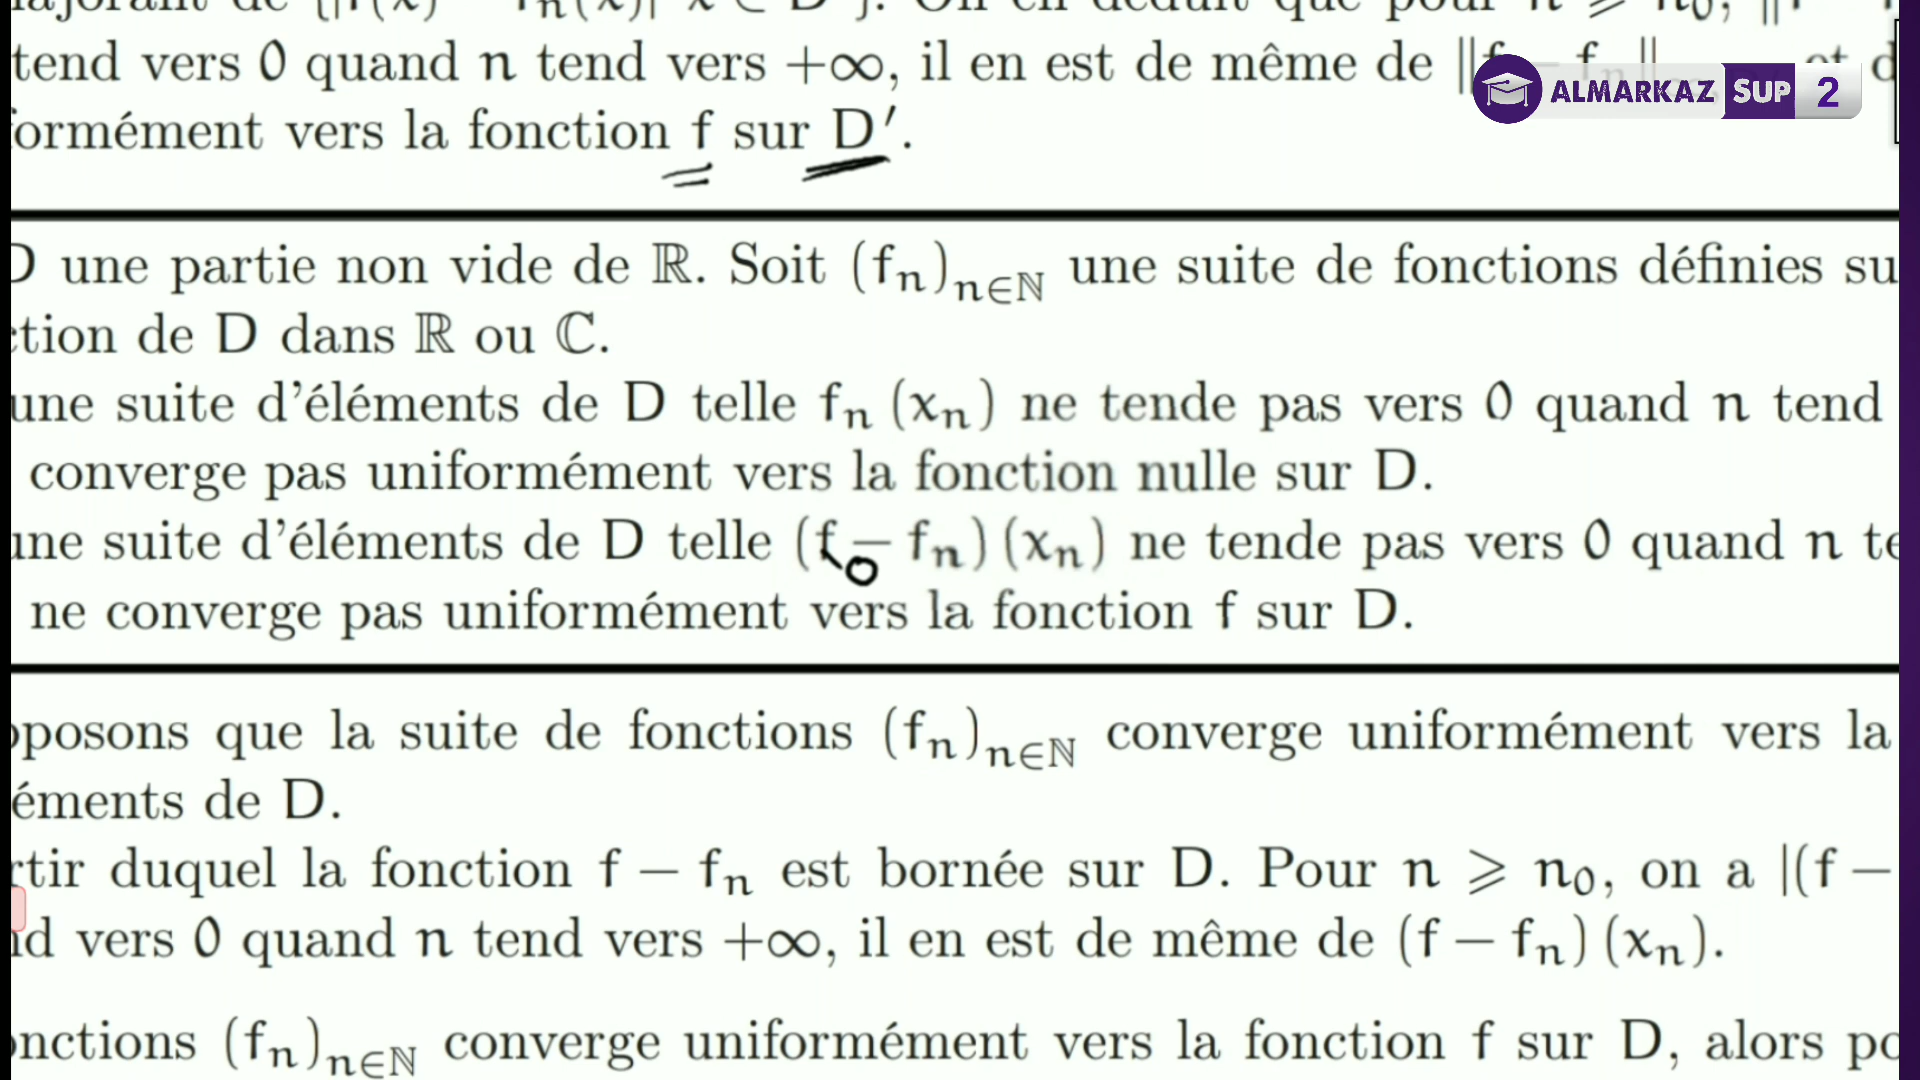 tend vers 0 quand n tend vers +∞, il en est de même de ‖f − fₙ‖ et d
ALMARKAZ SUP 2
formément vers la fonction f sur D′.
D une partie non vide de ℝ. Soit (fₙ)ₙ∈ℕ une suite de fonctions définies su
ction de D dans ℝ ou ℂ.
une suite d'éléments de D telle fₙ (xₙ) ne tende pas vers 0 quand n tend
converge pas uniformément vers la fonction nulle sur D.
une suite d'éléments de D telle (f − fₙ) (xₙ) ne tende pas vers 0 quand n te
ne converge pas uniformément vers la fonction f sur D.
pposons que la suite de fonctions (fₙ)ₙ∈ℕ converge uniformément vers la
éments de D.
rtir duquel la fonction f − fₙ est bornée sur D. Pour n ⩾ n₀, on a |(f −
nd vers 0 quand n tend vers +∞, il en est de même de (f − fₙ) (xₙ).
onctions (fₙ)ₙ∈ℕ converge uniformément vers la fonction f sur D, alors po